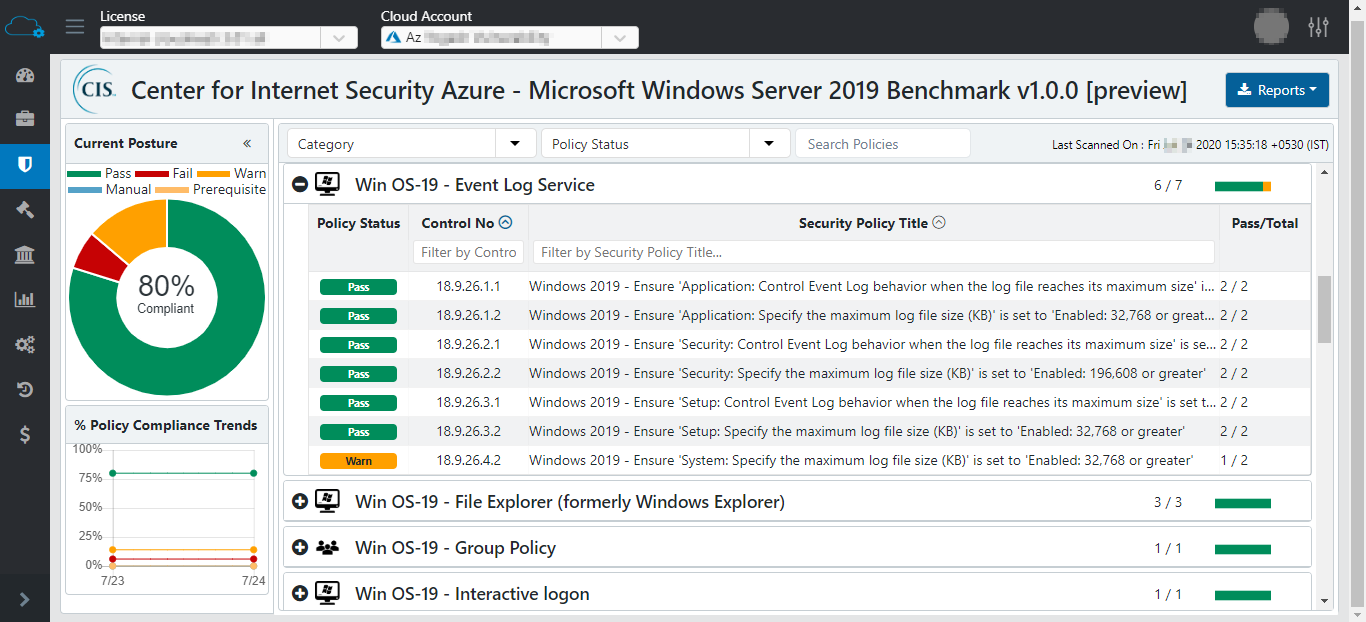 License
Cloud Account
Az
CIS. Center for Internet Security Azure - Microsoft Windows Server 2019 Benchmark v1.0.0 [preview]
Reports
Current Posture «
Pass Fail Warn
Manual Prerequisite
80%
Compliant
% Policy Compliance Trends
100%
75%
50%
25%
0%
7/23 7/24
Category Policy Status Search Policies Last Scanned On : Fri 2020 15:35:18 +0530 (IST)
Win OS-19 - Event Log Service 6 / 7
Policy Status Control No Security Policy Title Pass/Total
Filter by Contro Filter by Security Policy Title...
Pass 18.9.26.1.1 Windows 2019 - Ensure 'Application: Control Event Log behavior when the log file reaches its maximum size' i... 2 / 2
Pass 18.9.26.1.2 Windows 2019 - Ensure 'Application: Specify the maximum log file size (KB)' is set to 'Enabled: 32,768 or great... 2 / 2
Pass 18.9.26.2.1 Windows 2019 - Ensure 'Security: Control Event Log behavior when the log file reaches its maximum size' is se... 2 / 2
Pass 18.9.26.2.2 Windows 2019 - Ensure 'Security: Specify the maximum log file size (KB)' is set to 'Enabled: 196,608 or greater' 2 / 2
Pass 18.9.26.3.1 Windows 2019 - Ensure 'Setup: Control Event Log behavior when the log file reaches its maximum size' is set t... 2 / 2
Pass 18.9.26.3.2 Windows 2019 - Ensure 'Setup: Specify the maximum log file size (KB)' is set to 'Enabled: 32,768 or greater' 2 / 2
Warn 18.9.26.4.2 Windows 2019 - Ensure 'System: Specify the maximum log file size (KB)' is set to 'Enabled: 32,768 or greater' 1 / 2
Win OS-19 - File Explorer (formerly Windows Explorer) 3 / 3
Win OS-19 - Group Policy 1 / 1
Win OS-19 - Interactive logon 1 / 1